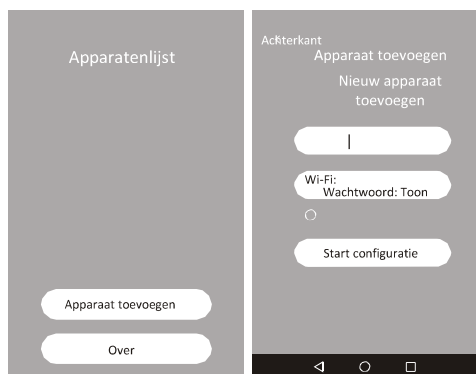 Apparatenlijst
Apparaat toevoegen
Over
Achterkant
Apparaat toevoegen
Nieuw apparaat
toevoegen
Wi-Fi:
Wachtwoord: Toon
Start configuratie